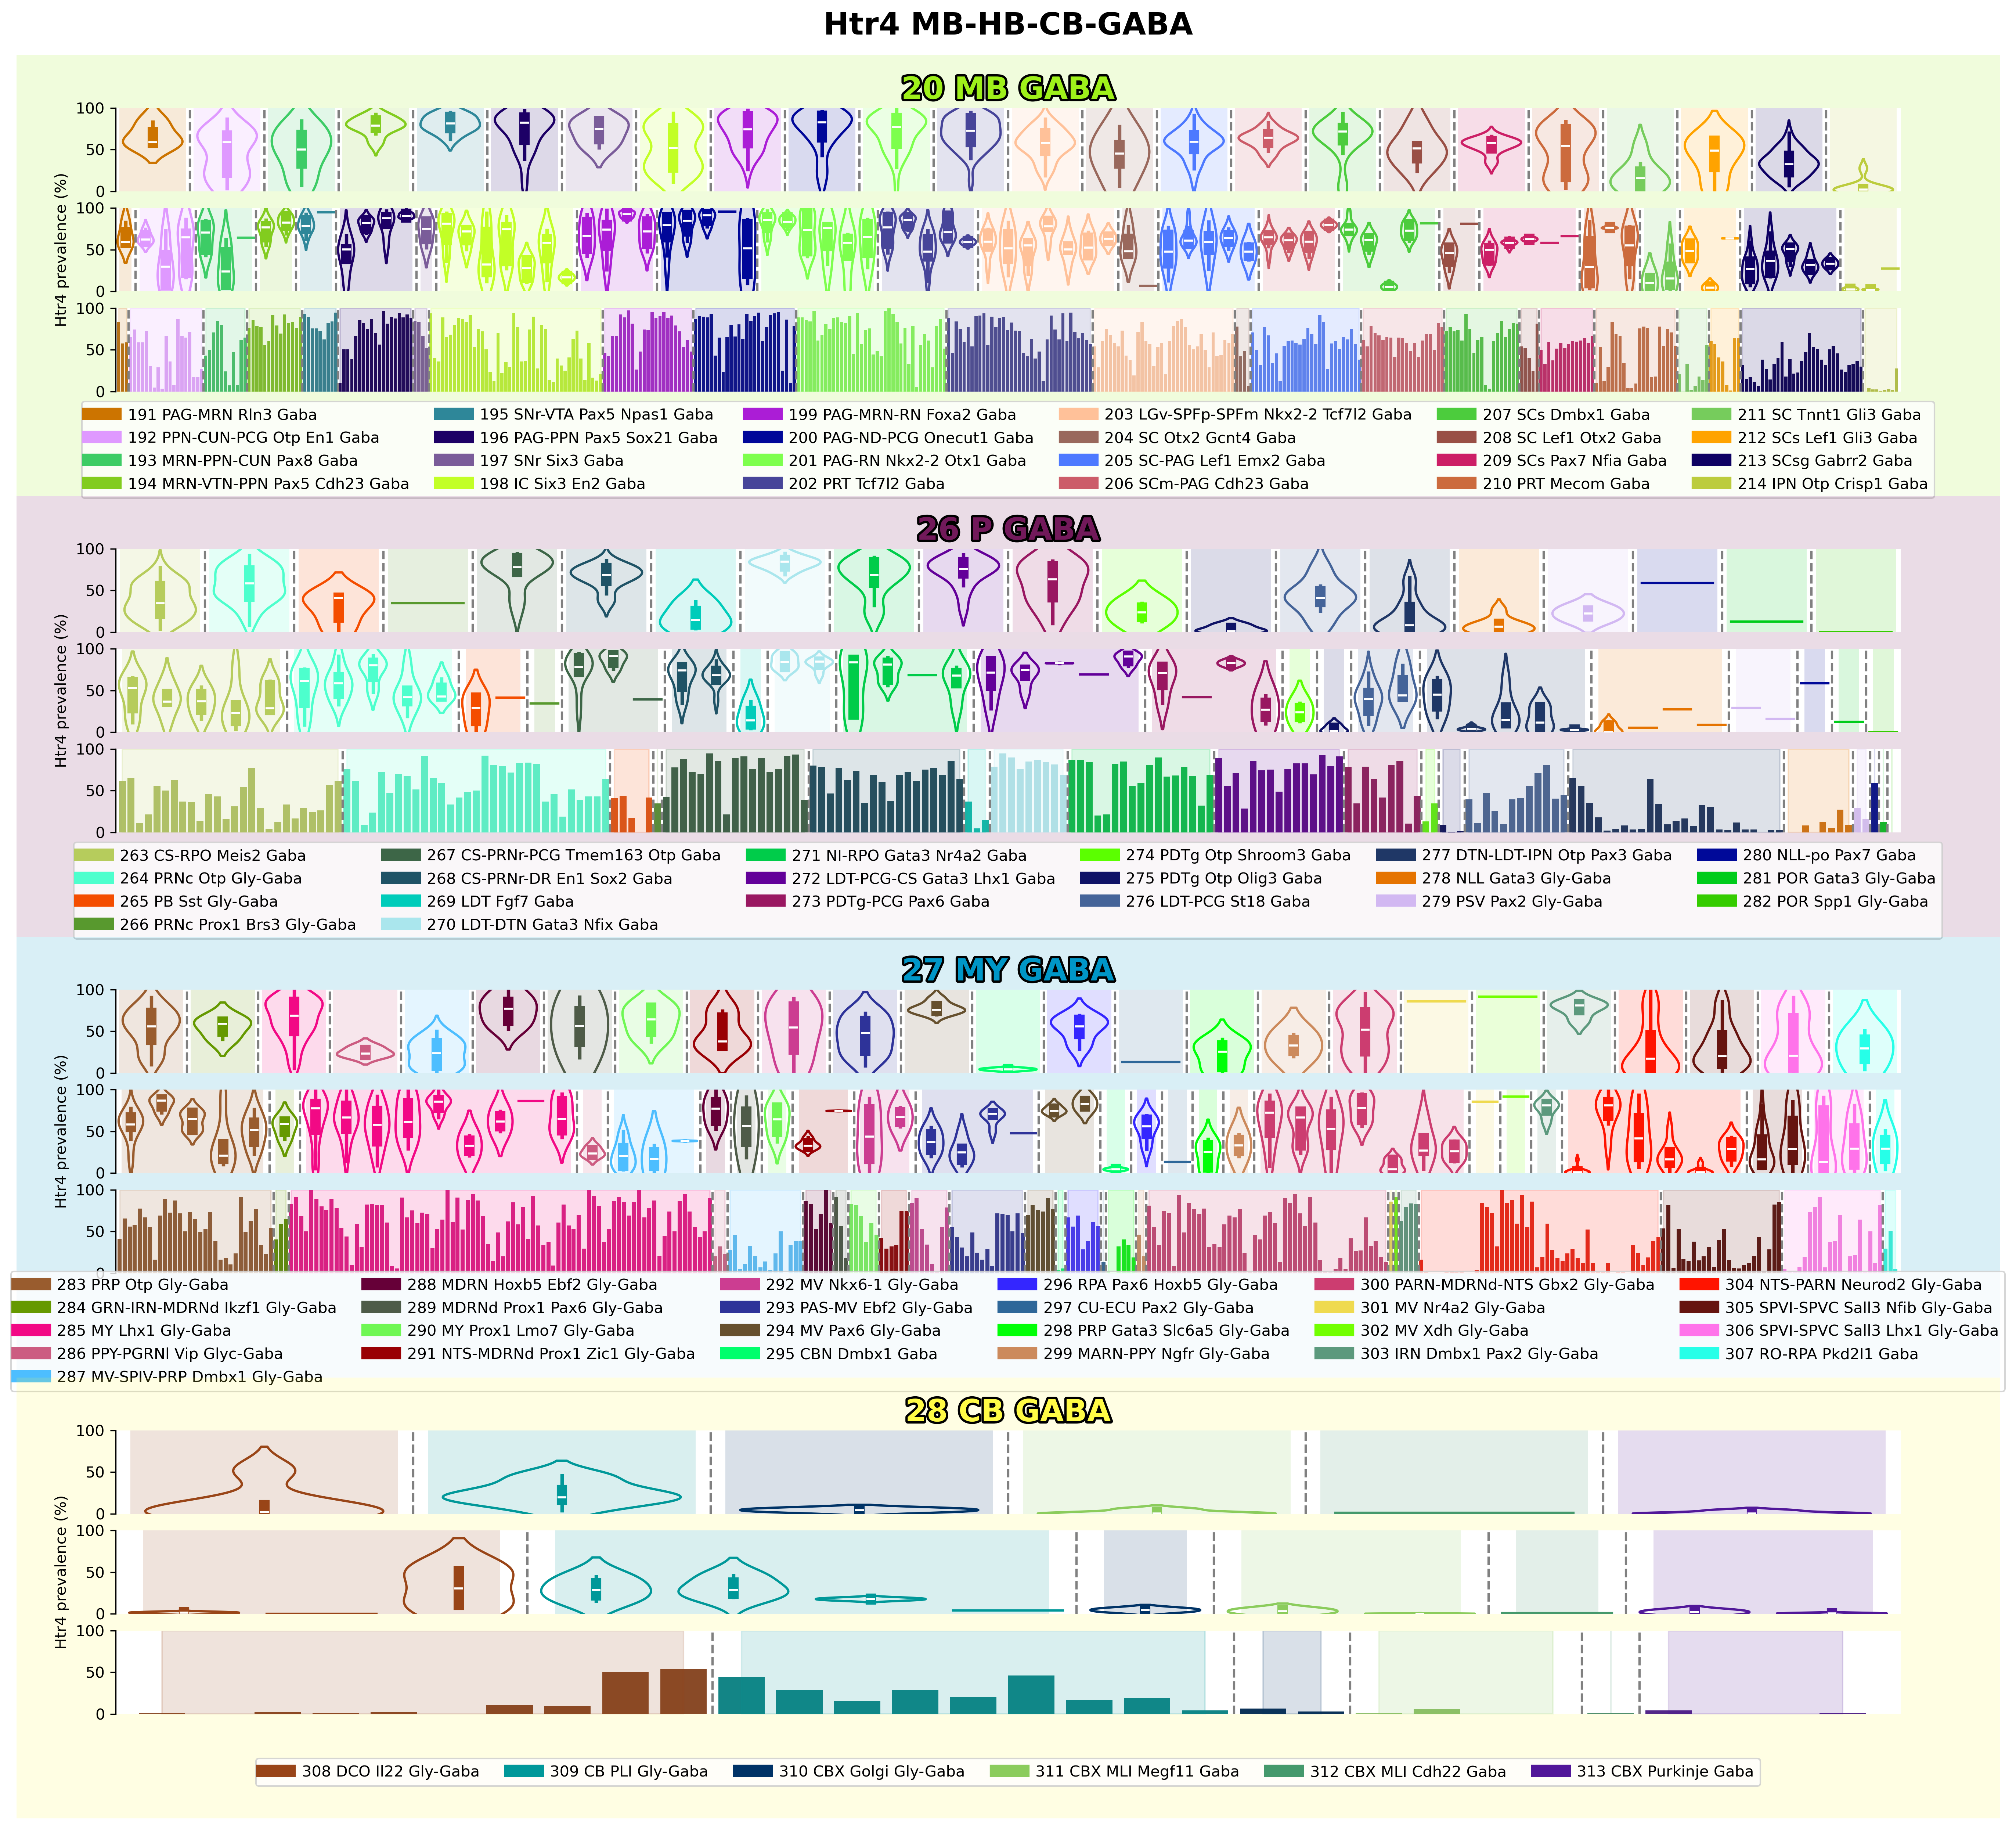 Htr4 MB-HB-CB-GABA
20 MB GABA
100
50
0
100
50
0
100
50
0
Htr4 prevalence (%)
191 PAG-MRN Rln3 Gaba
192 PPN-CUN-PCG Otp En1 Gaba
193 MRN-PPN-CUN Pax8 Gaba
194 MRN-VTN-PPN Pax5 Cdh23 Gaba
195 SNr-VTA Pax5 Npas1 Gaba
196 PAG-PPN Pax5 Sox21 Gaba
197 SNr Six3 Gaba
198 IC Six3 En2 Gaba
199 PAG-MRN-RN Foxa2 Gaba
200 PAG-ND-PCG Onecut1 Gaba
201 PAG-RN Nkx2-2 Otx1 Gaba
202 PRT Tcf7l2 Gaba
203 LGv-SPFp-SPFm Nkx2-2 Tcf7l2 Gaba
204 SC Otx2 Gcnt4 Gaba
205 SC-PAG Lef1 Emx2 Gaba
206 SCm-PAG Cdh23 Gaba
207 SCs Dmbx1 Gaba
208 SC Lef1 Otx2 Gaba
209 SCs Pax7 Nfia Gaba
210 PRT Mecom Gaba
211 SC Tnnt1 Gli3 Gaba
212 SCs Lef1 Gli3 Gaba
213 SCsg Gabrr2 Gaba
214 IPN Otp Crisp1 Gaba
26 P GABA
100
50
0
100
50
0
100
50
0
Htr4 prevalence (%)
263 CS-RPO Meis2 Gaba
264 PRNc Otp Gly-Gaba
265 PB Sst Gly-Gaba
266 PRNc Prox1 Brs3 Gly-Gaba
267 CS-PRNr-PCG Tmem163 Otp Gaba
268 CS-PRNr-DR En1 Sox2 Gaba
269 LDT Fgf7 Gaba
270 LDT-DTN Gata3 Nfix Gaba
271 NI-RPO Gata3 Nr4a2 Gaba
272 LDT-PCG-CS Gata3 Lhx1 Gaba
273 PDTg-PCG Pax6 Gaba
274 PDTg Otp Shroom3 Gaba
275 PDTg Otp Olig3 Gaba
276 LDT-PCG St18 Gaba
277 DTN-LDT-IPN Otp Pax3 Gaba
278 NLL Gata3 Gly-Gaba
279 PSV Pax2 Gly-Gaba
280 NLL-po Pax7 Gaba
281 POR Gata3 Gly-Gaba
282 POR Spp1 Gly-Gaba
27 MY GABA
100
50
0
100
50
0
100
50
Htr4 prevalence (%)
283 PRP Otp Gly-Gaba
284 GRN-IRN-MDRNd Ikzf1 Gly-Gaba
285 MY Lhx1 Gly-Gaba
286 PPY-PGRNl Vip Glyc-Gaba
287 MV-SPIV-PRP Dmbx1 Gly-Gaba
288 MDRN Hoxb5 Ebf2 Gly-Gaba
289 MDRNd Prox1 Pax6 Gly-Gaba
290 MY Prox1 Lmo7 Gly-Gaba
291 NTS-MDRNd Prox1 Zic1 Gly-Gaba
292 MV Nkx6-1 Gly-Gaba
293 PAS-MV Ebf2 Gly-Gaba
294 MV Pax6 Gly-Gaba
295 CBN Dmbx1 Gaba
296 RPA Pax6 Hoxb5 Gly-Gaba
297 CU-ECU Pax2 Gly-Gaba
298 PRP Gata3 Slc6a5 Gly-Gaba
299 MARN-PPY Ngfr Gly-Gaba
300 PARN-MDRNd-NTS Gbx2 Gly-Gaba
301 MV Nr4a2 Gly-Gaba
302 MV Xdh Gly-Gaba
303 IRN Dmbx1 Pax2 Gly-Gaba
304 NTS-PARN Neurod2 Gly-Gaba
305 SPVI-SPVC Sall3 Nfib Gly-Gaba
306 SPVI-SPVC Sall3 Lhx1 Gly-Gaba
307 RO-RPA Pkd2l1 Gaba
28 CB GABA
100
50
0
100
50
0
100
50
0
Htr4 prevalence (%)
308 DCO Il22 Gly-Gaba
309 CB PLI Gly-Gaba
310 CBX Golgi Gly-Gaba
311 CBX MLI Megf11 Gaba
312 CBX MLI Cdh22 Gaba
313 CBX Purkinje Gaba